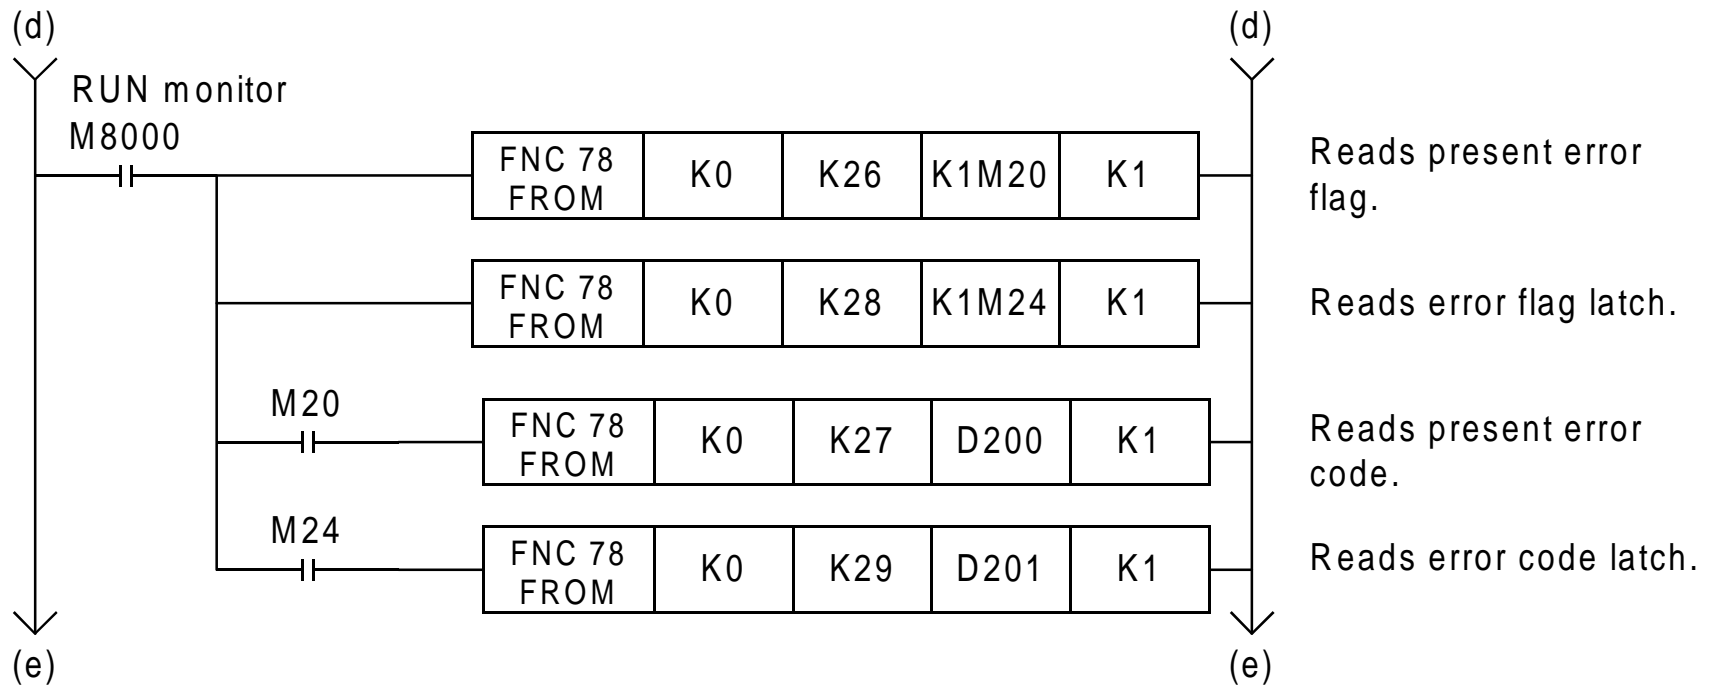 (d) (d)
RUN monitor
M8000
FNC 78
FROM K0 K26 K1M20 K1
Reads present error
flag.
FNC 78
FROM K0 K28 K1M24 K1
Reads error flag latch.
M20
FNC 78
FROM K0 K27 D200 K1
Reads present error
code.
M24
FNC 78
FROM K0 K29 D201 K1
Reads error code latch.
(e) (e)